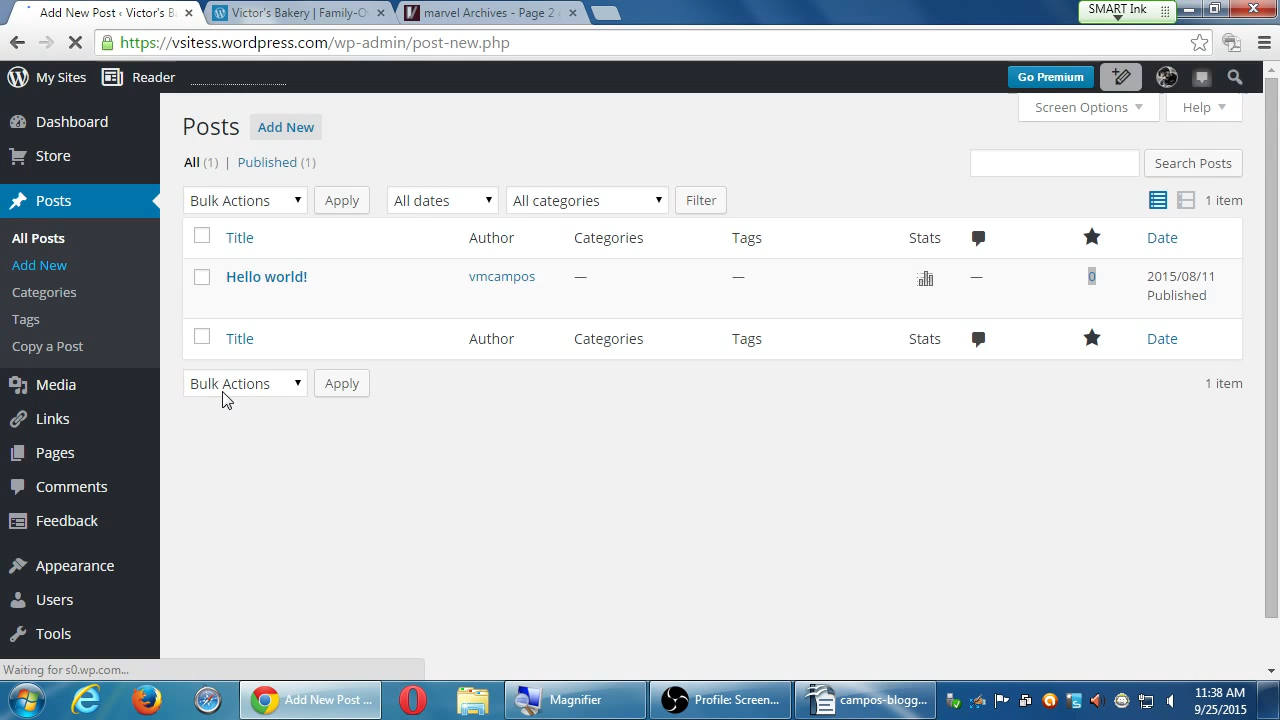 Add New Post ‹ Victor's Ba
Victor's Bakery | Family-O
marvel Archives - Page 2
SMART Ink
https://vsitess.wordpress.com/wp-admin/post-new.php
My Sites
Reader
Go Premium
Dashboard
Store
Posts
All Posts
Add New
Categories
Tags
Copy a Post
Media
Links
Pages
Comments
Feedback
Appearance
Users
Tools
Screen Options
Help
Posts
Add New
All (1) | Published (1)
Search Posts
Bulk Actions
Apply
All dates
All categories
Filter
1 item
Title
Author
Categories
Tags
Stats
Date
Hello world!
vmcampos
—
—
—
0
2015/08/11
Published
Title
Author
Categories
Tags
Stats
Date
Bulk Actions
Apply
1 item
Waiting for s0.wp.com...
Add New Post ...
Magnifier
Profile: Screen...
campos-blogg...
11:38 AM
9/25/2015